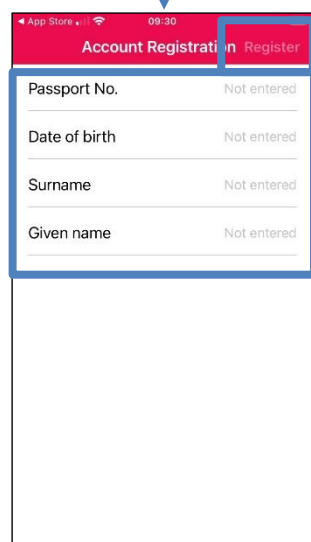 App Store 09:30
Account Registration Register
Passport No. Not entered
Date of birth Not entered
Surname Not entered
Given name Not entered